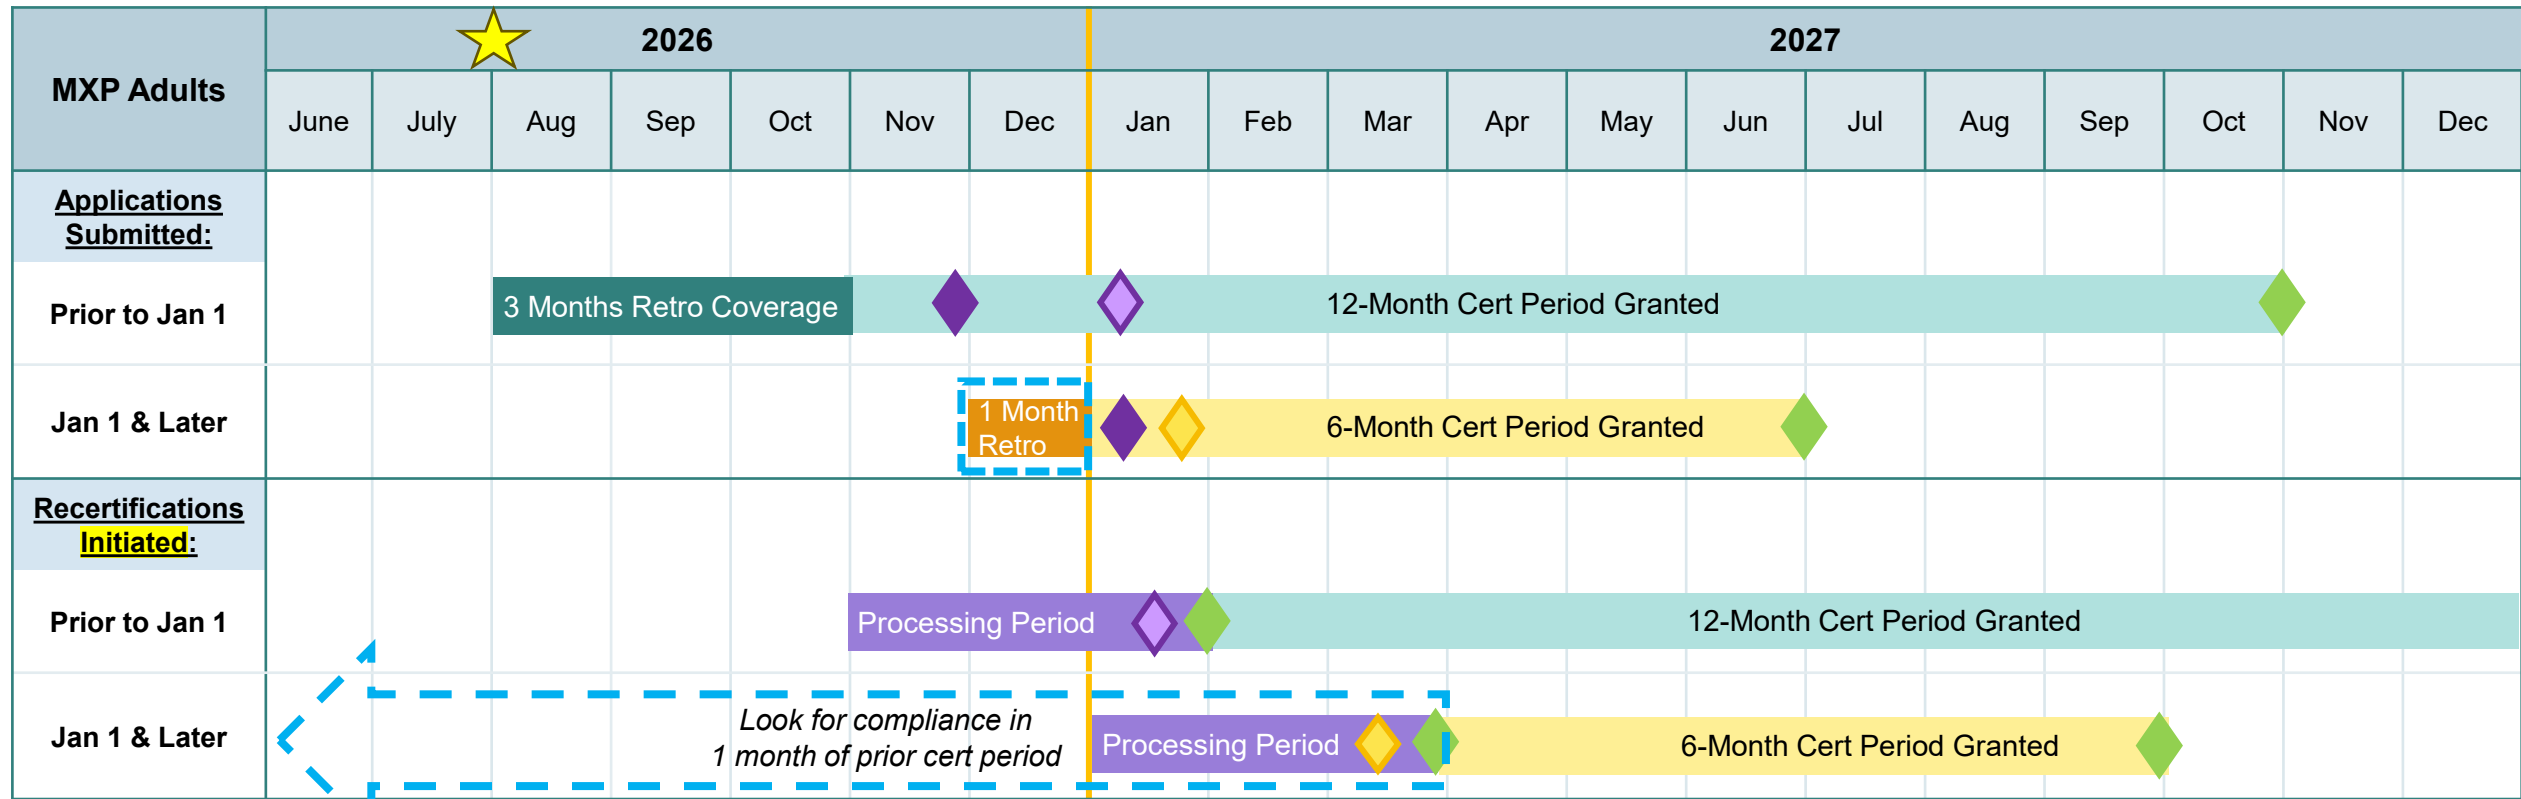 MXP Adults
2026
2027
June
July
Aug
Sep
Oct
Nov
Dec
Jan
Feb
Mar
Apr
May
Jun
Jul
Aug
Sep
Oct
Nov
Dec
Applications
Submitted:
Prior to Jan 1
3 Months Retro Coverage
12-Month Cert Period Granted
Jan 1 & Later
1 Month
Retro
6-Month Cert Period Granted
Recertifications
Initiated:
Prior to Jan 1
Processing Period
12-Month Cert Period Granted
Jan 1 & Later
Look for compliance in
1 month of prior cert period
Processing Period
6-Month Cert Period Granted